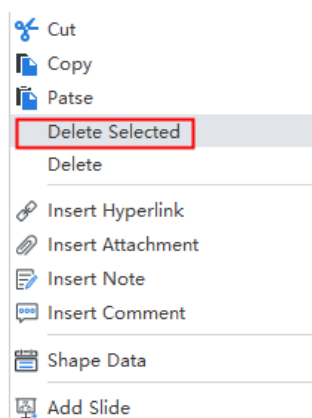 Cut
Copy
Patse
Delete Selected
Delete
Insert Hyperlink
Insert Attachment
Insert Note
Insert Comment
Shape Data
Add Slide